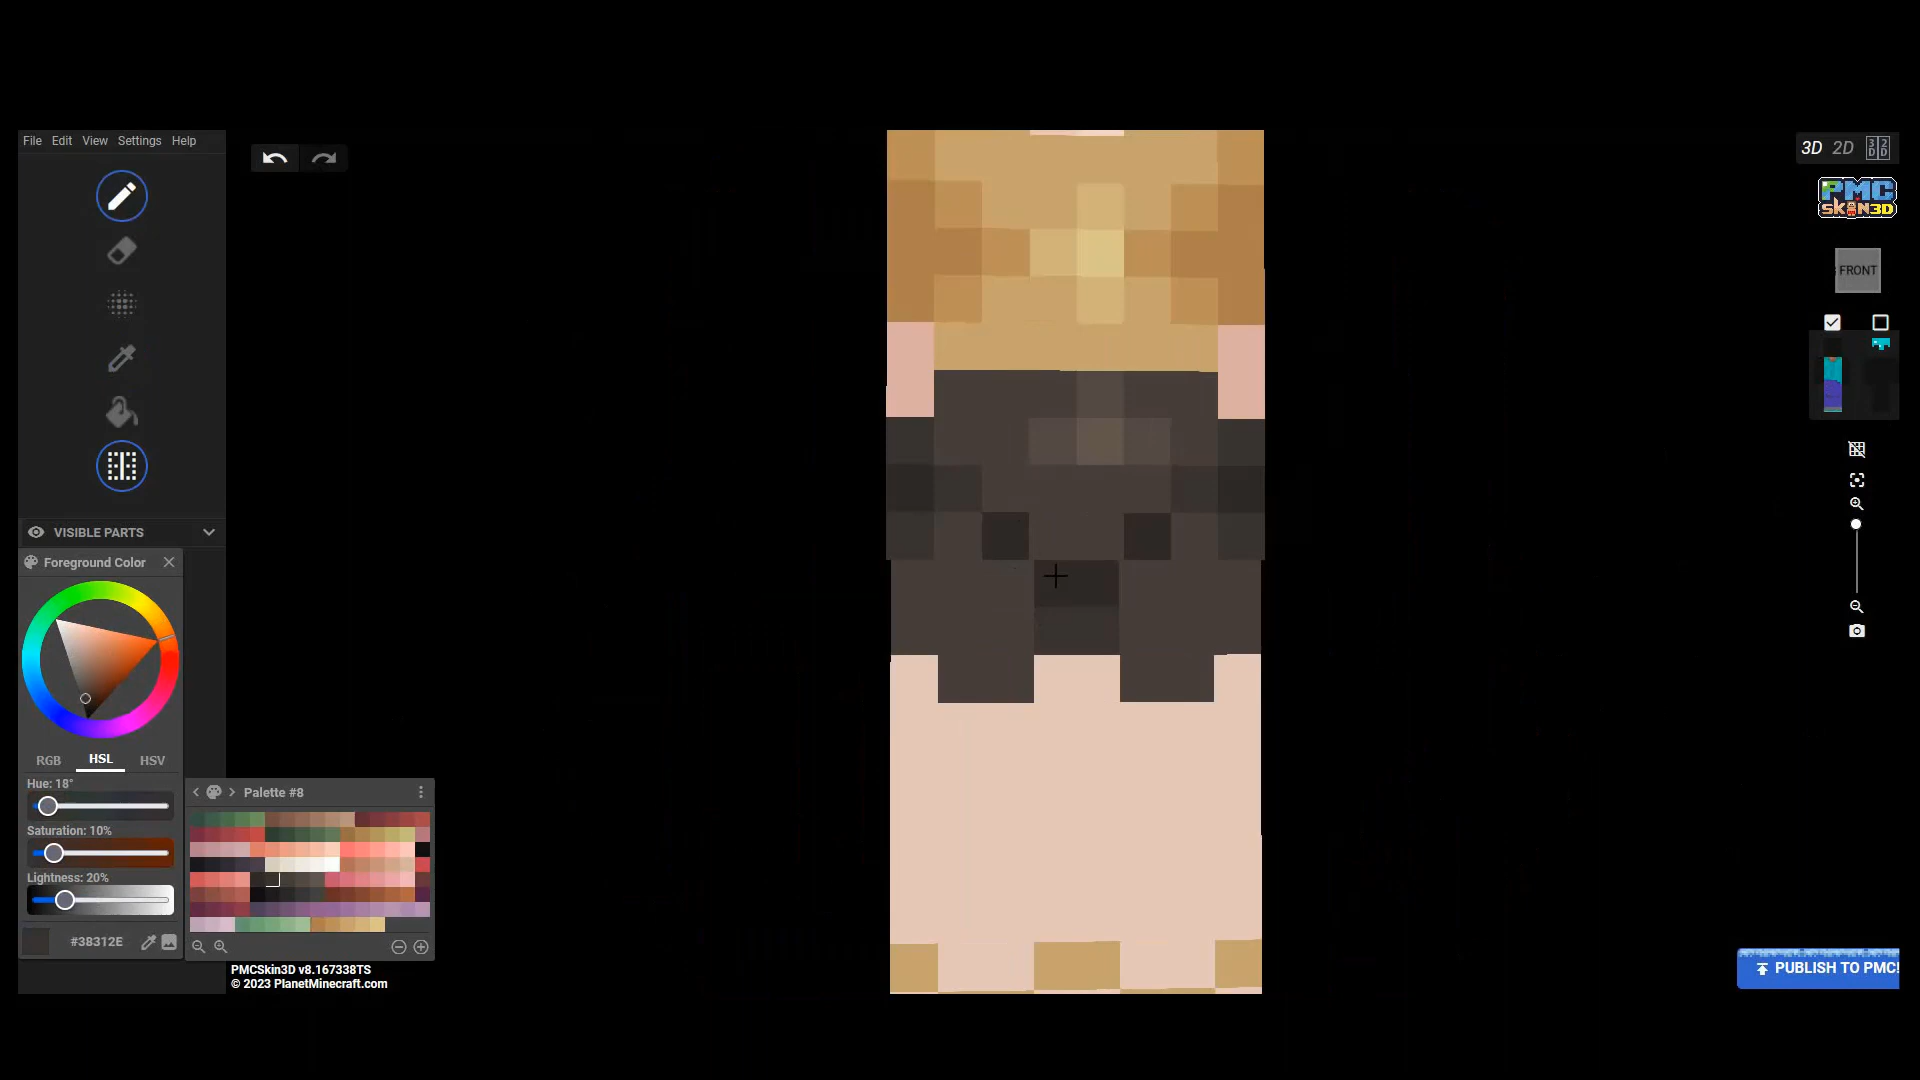 File Edit View Settings Help
3D 2D
PMC
SKIN3D
FRONT
VISIBLE PARTS
Foreground Color
RGB HSL HSV
Hue: 18°
Saturation: 10%
Lightness: 20%
#38312E
Palette #8
PMCSkin3D v8.167338TS
© 2023 PlanetMinecraft.com
PUBLISH TO PMC!